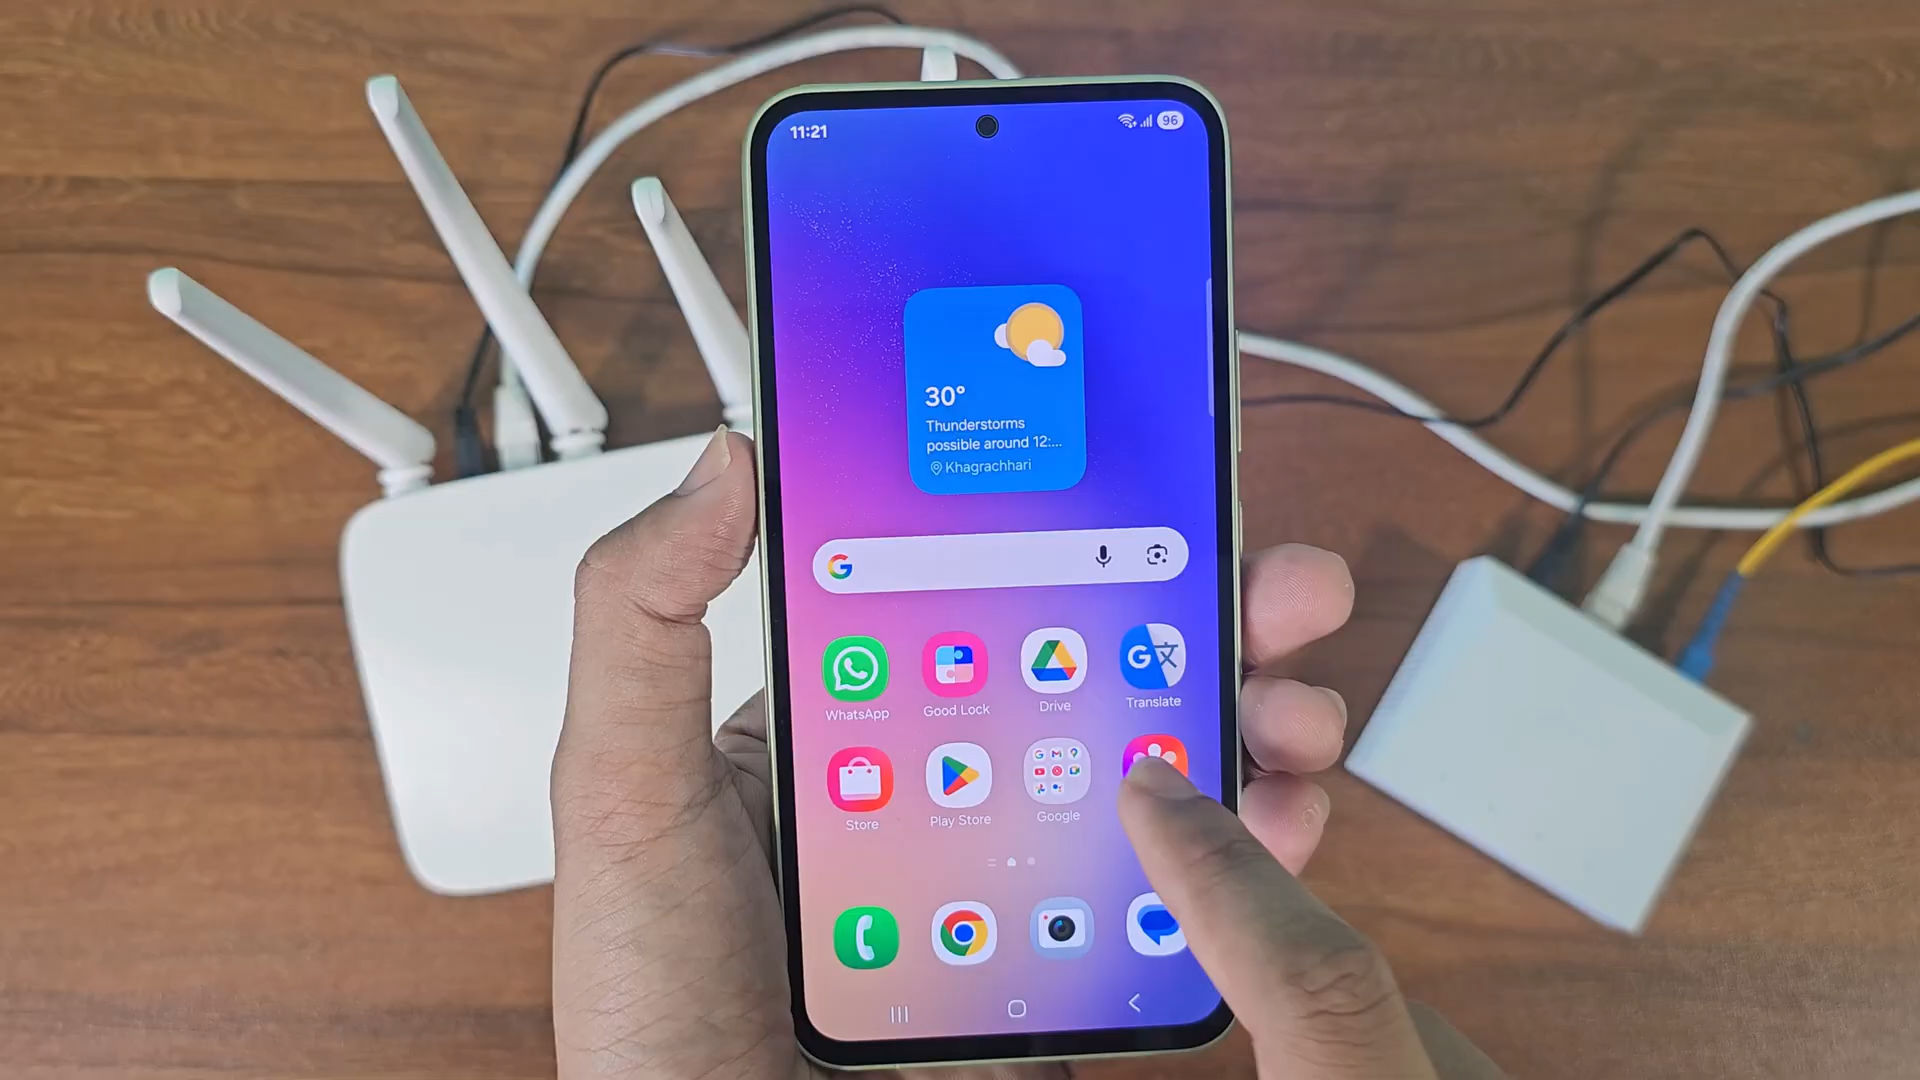 11:21
96
30°
Thunderstorms
possible around 12:...
Khagrachhari
WhatsApp
Good Lock
Drive
Translate
Store
Play Store
Google